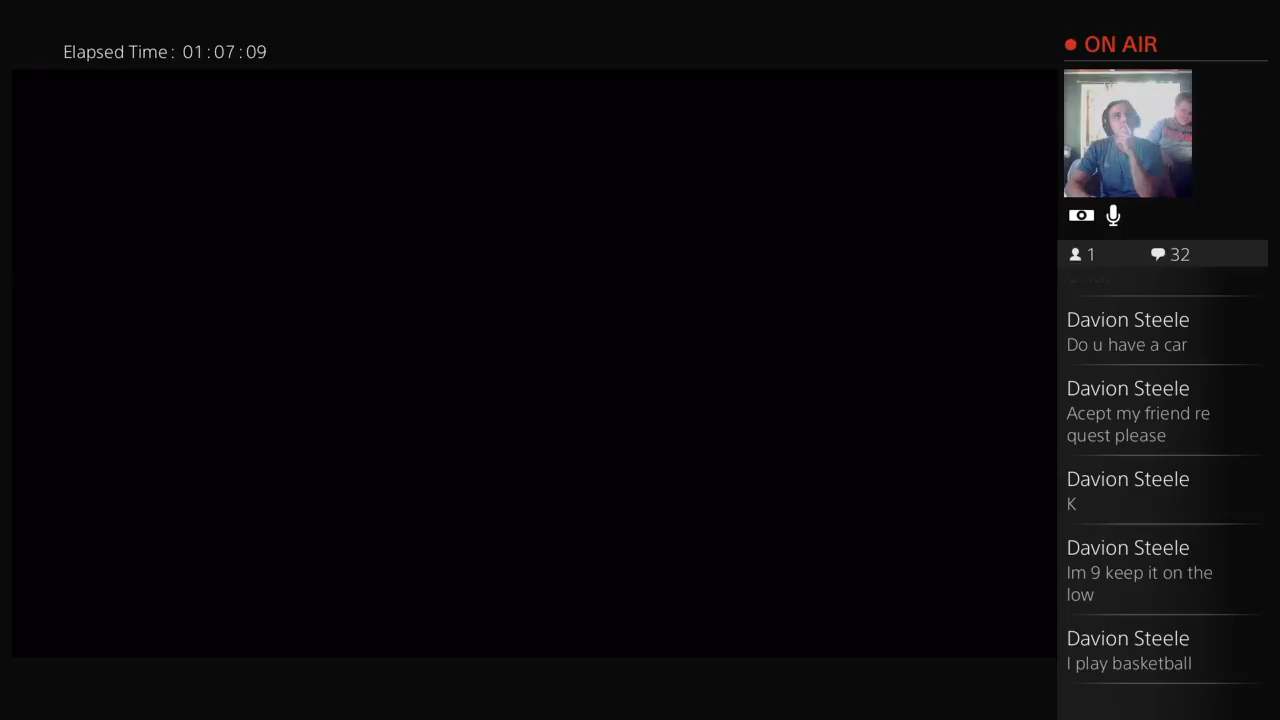 Elapsed Time: 01:07:09
ON AIR
1
32
Davion Steele
Do u have a car
Davion Steele
Acept my friend re
quest please
Davion Steele
K
Davion Steele
Im 9 keep it on the
low
Davion Steele
I play basketball